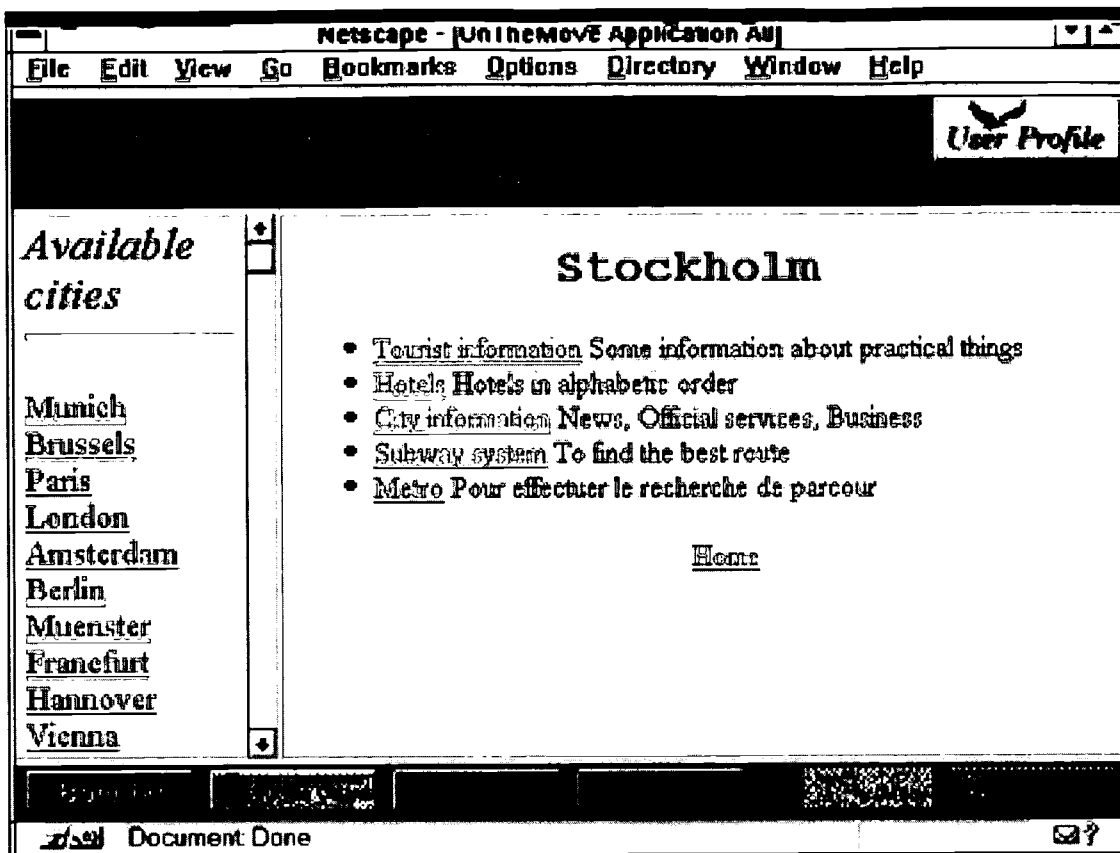 Netscape - [OnTheMove Application AU]
File Edit View Go Bookmarks Options Directory Window Help
User Profile
Available
cities
Munich
Brussels
Paris
London
Amsterdam
Berlin
Muenster
Francfurt
Hannover
Vienna
Stockholm
• Tourist information Some information about practical things
• Hotels Hotels in alphabetic order
• City information News, Official services, Business
• Subway system To find the best route
• Metro Pour effectuer le recherche de parcour
Home
Document: Done